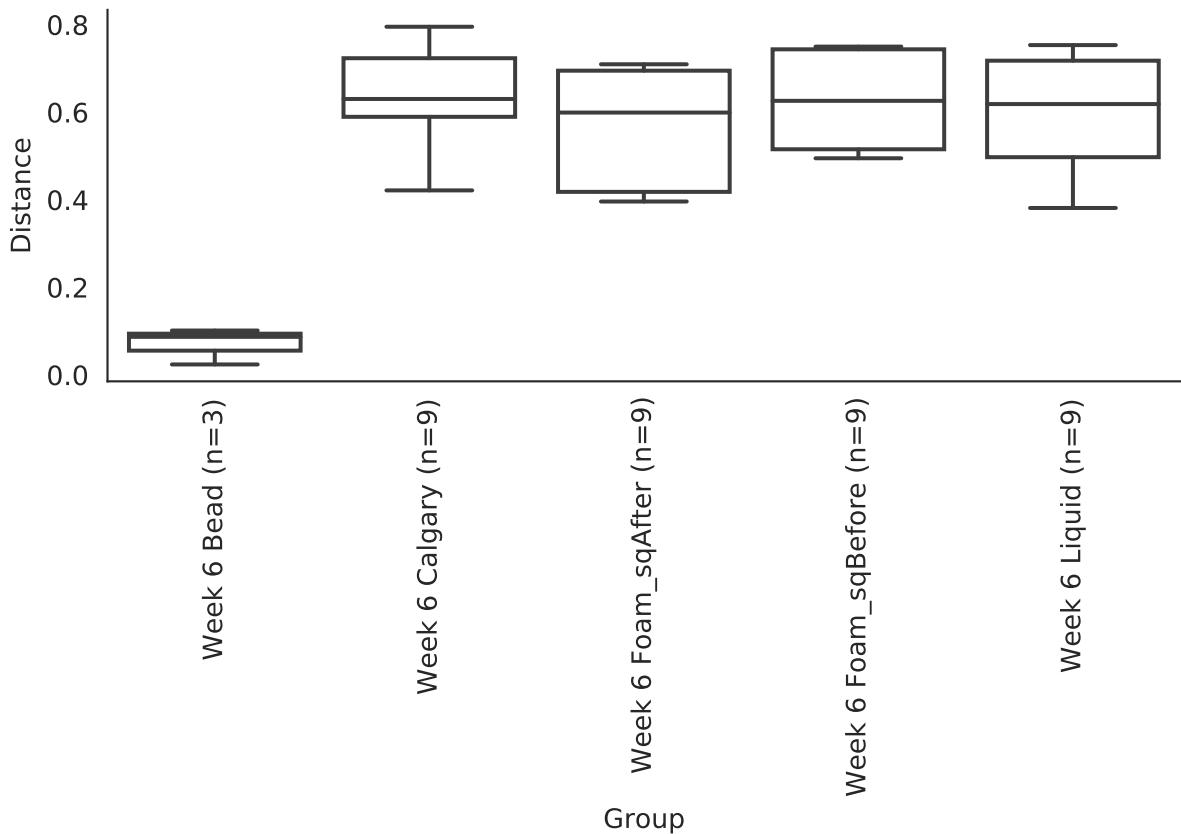 0.8
0.6
0.4
0.2
0.0
Distance
Week 6 Bead (n=3)
Week 6 Calgary (n=9)
Week 6 Foam_sqAfter (n=9)
Week 6 Foam_sqBefore (n=9)
Week 6 Liquid (n=9)
Group